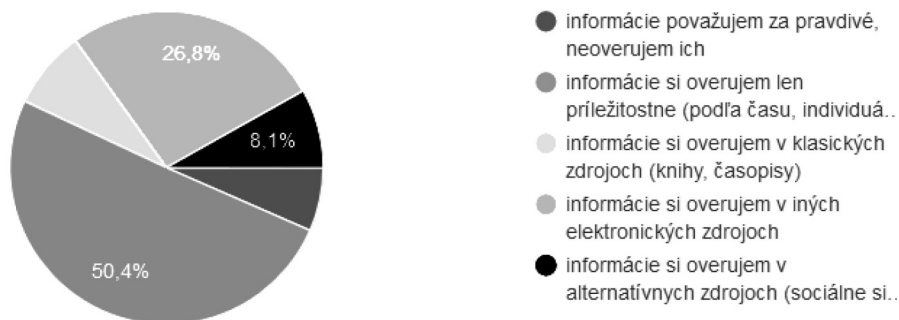 26,8%
8,1%
50,4%
informácie považujem za pravdivé,
neoverujem ich
informácie si overujem len
príležitostne (podľa času, individuá..
informácie si overujem v klasických
zdrojoch (knihy, časopisy)
informácie si overujem v iných
elektronických zdrojoch
informácie si overujem v
alternatívnych zdrojoch (sociálne si..